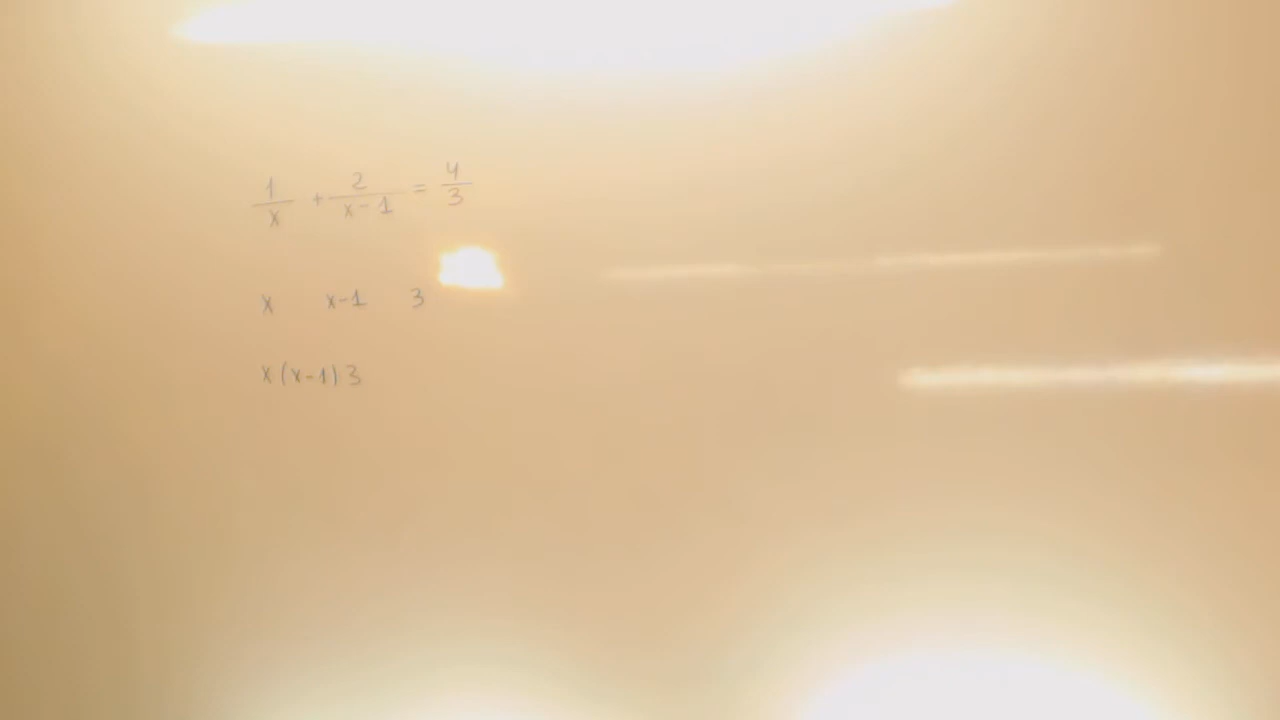 1/x + 2/(x-1) = 4/3
x x-1 3
x(x-1)3